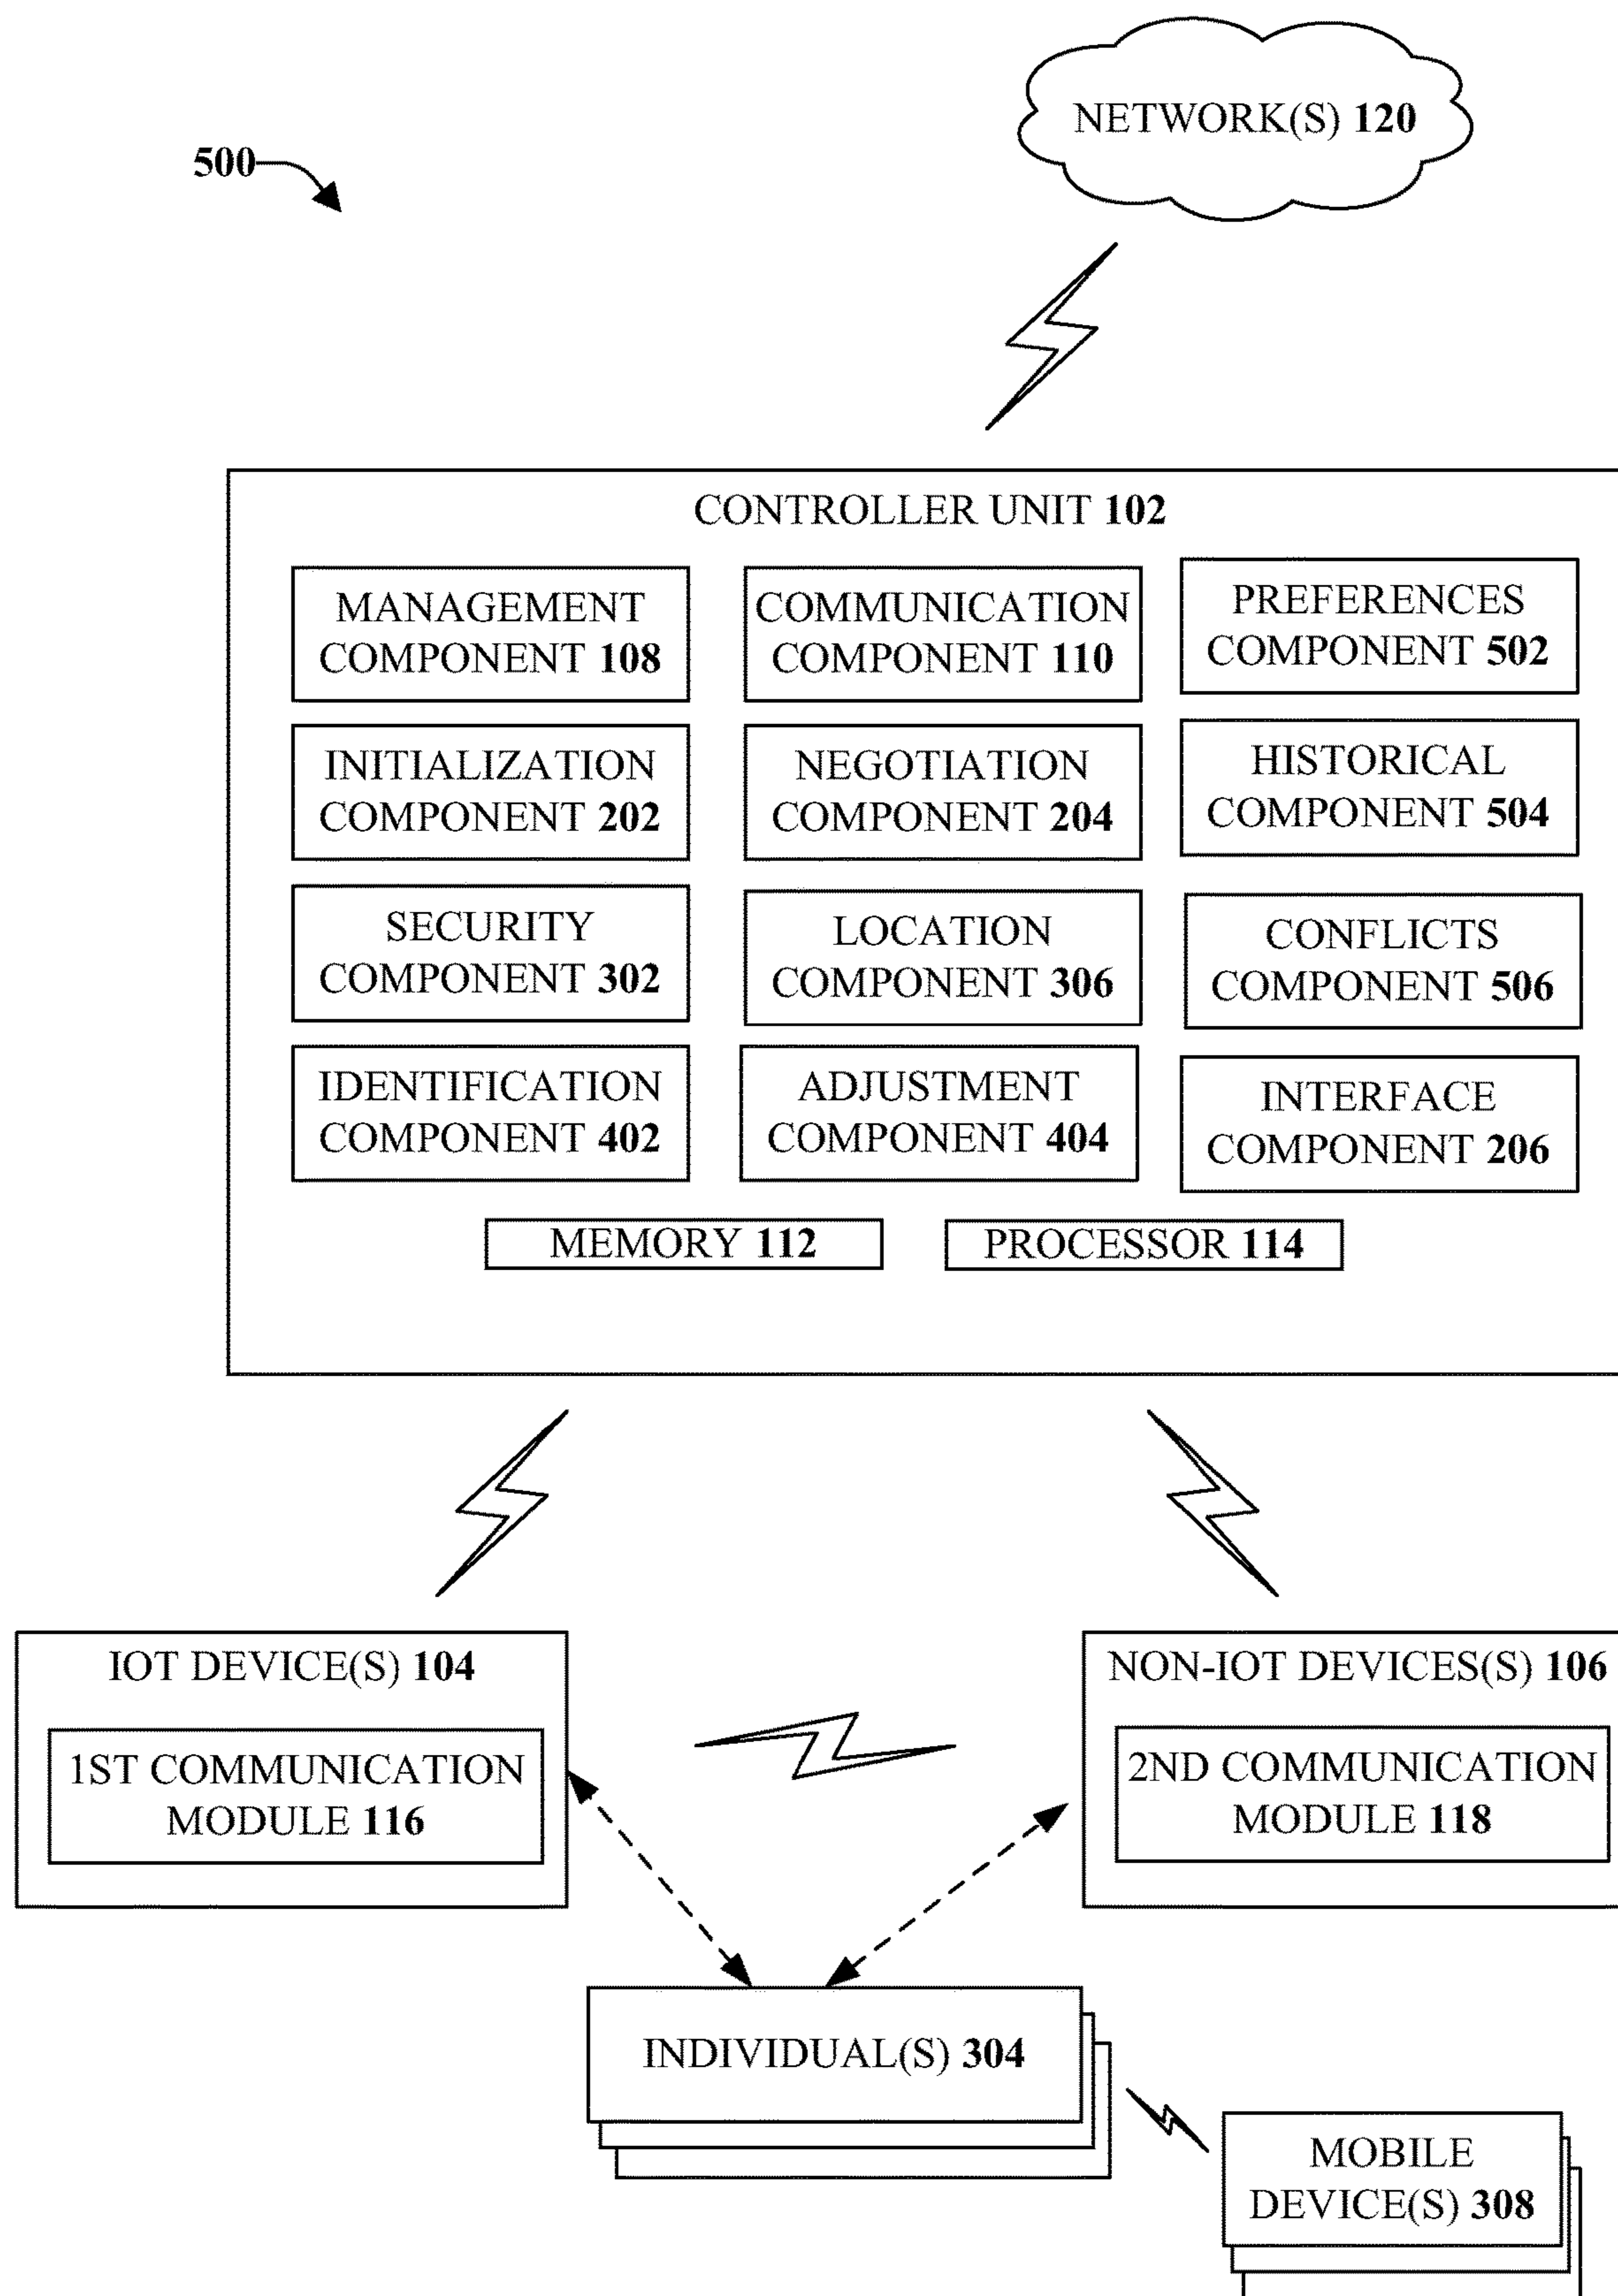 NETWORK(S) 120
500
CONTROLLER UNIT 102
MANAGEMENT
COMPONENT 108
COMMUNICATION
COMPONENT 110
PREFERENCES
COMPONENT 502
INITIALIZATION
COMPONENT 202
NEGOTIATION
COMPONENT 204
HISTORICAL
COMPONENT 504
SECURITY
COMPONENT 302
LOCATION
COMPONENT 306
CONFLICTS
COMPONENT 506
IDENTIFICATION
COMPONENT 402
ADJUSTMENT
COMPONENT 404
INTERFACE
COMPONENT 206
MEMORY 112
PROCESSOR 114
IOT DEVICE(S) 104
1ST COMMUNICATION
MODULE 116
NON-IOT DEVICES(S) 106
2ND COMMUNICATION
MODULE 118
INDIVIDUAL(S) 304
MOBILE
DEVICE(S) 308